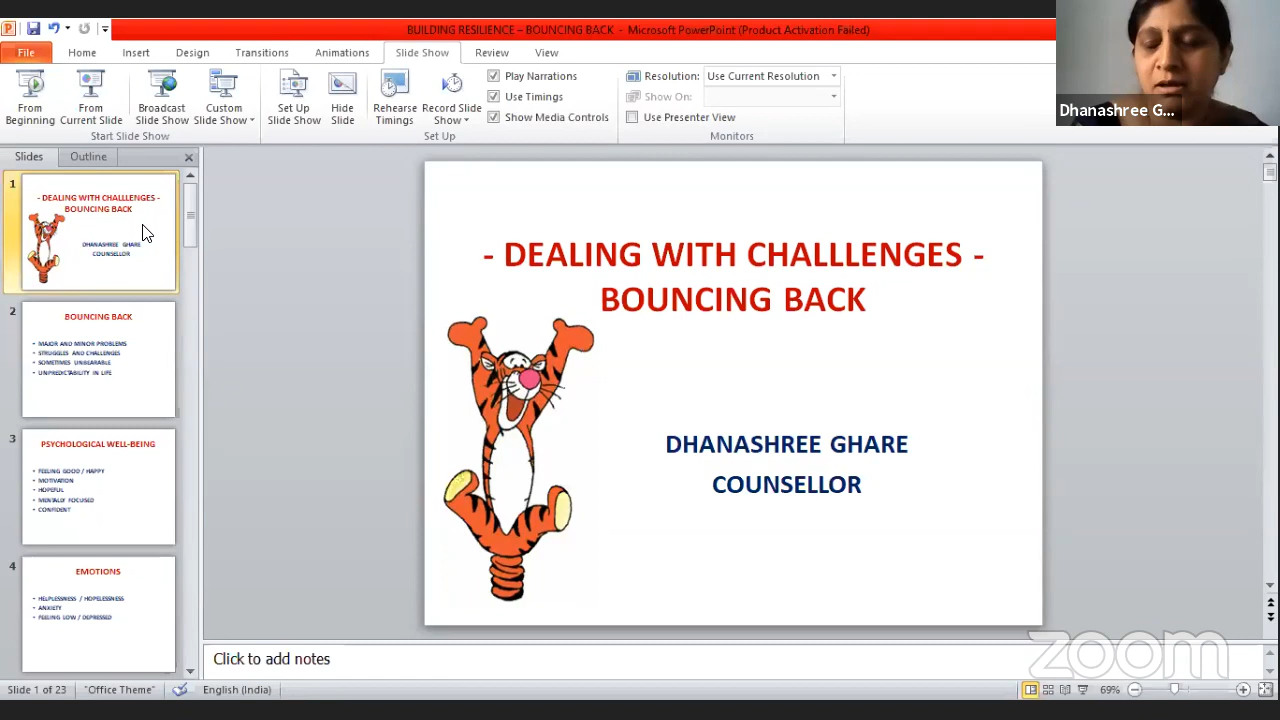 BUILDING RESILIENCE – BOUNCING BACK - Microsoft PowerPoint (Product Activation Failed)
File Home Insert Design Transitions Animations Slide Show Review View
From Beginning
From Current Slide
Broadcast Slide Show
Custom Slide Show
Start Slide Show
Set Up Slide Show
Hide Slide
Rehearse Timings
Record Slide Show
Play Narrations
Use Timings
Show Media Controls
Set Up
Resolution: Use Current Resolution
Show On:
Use Presenter View
Monitors
Dhanashree G...
Slides Outline
1
- DEALING WITH CHALLLENGES -
BOUNCING BACK
DHANASHREE GHARE
COUNSELLOR
2
BOUNCING BACK
• MAJOR AND MINOR PROBLEMS
• STRUGGLES AND CHALLENGES
• SOMETIMES UNBEARABLE
• UNPREDICTABILITY IN LIFE
3
PSYCHOLOGICAL WELL-BEING
• FEELING GOOD / HAPPY
• MOTIVATION
• HOPEFUL
• MENTALLY FOCUSED
• CONFIDENT
4
EMOTIONS
• HELPLESSNESS / HOPELESSNESS
• ANXIETY
• FEELING LOW / DEPRESSED
- DEALING WITH CHALLLENGES -
BOUNCING BACK
DHANASHREE GHARE
COUNSELLOR
Click to add notes
zoom
Slide 1 of 23 "Office Theme" English (India) 69%